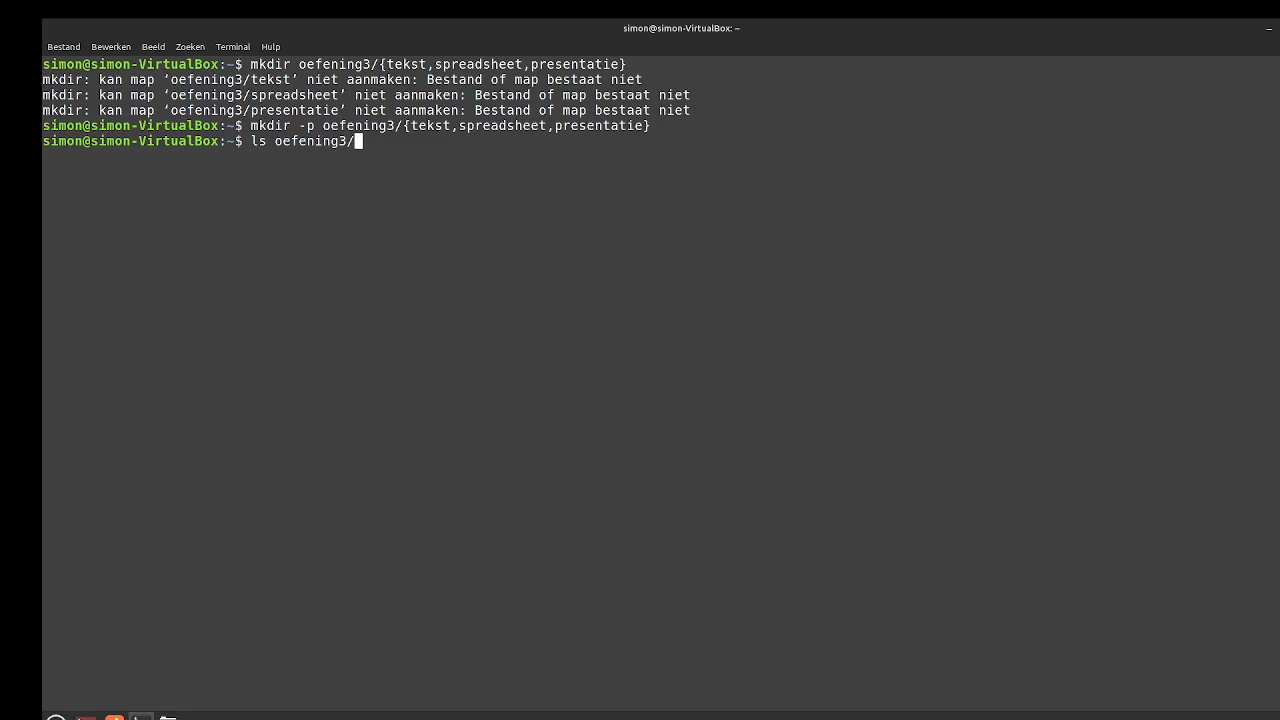 simon@simon-VirtualBox: ~
Bestand Bewerken Beeld Zoeken Terminal Hulp
simon@simon-VirtualBox:~$ mkdir oefening3/{tekst,spreadsheet,presentatie}
mkdir: kan map ‘oefening3/tekst’ niet aanmaken: Bestand of map bestaat niet
mkdir: kan map ‘oefening3/spreadsheet’ niet aanmaken: Bestand of map bestaat niet
mkdir: kan map ‘oefening3/presentatie’ niet aanmaken: Bestand of map bestaat niet
simon@simon-VirtualBox:~$ mkdir -p oefening3/{tekst,spreadsheet,presentatie}
simon@simon-VirtualBox:~$ ls oefening3/